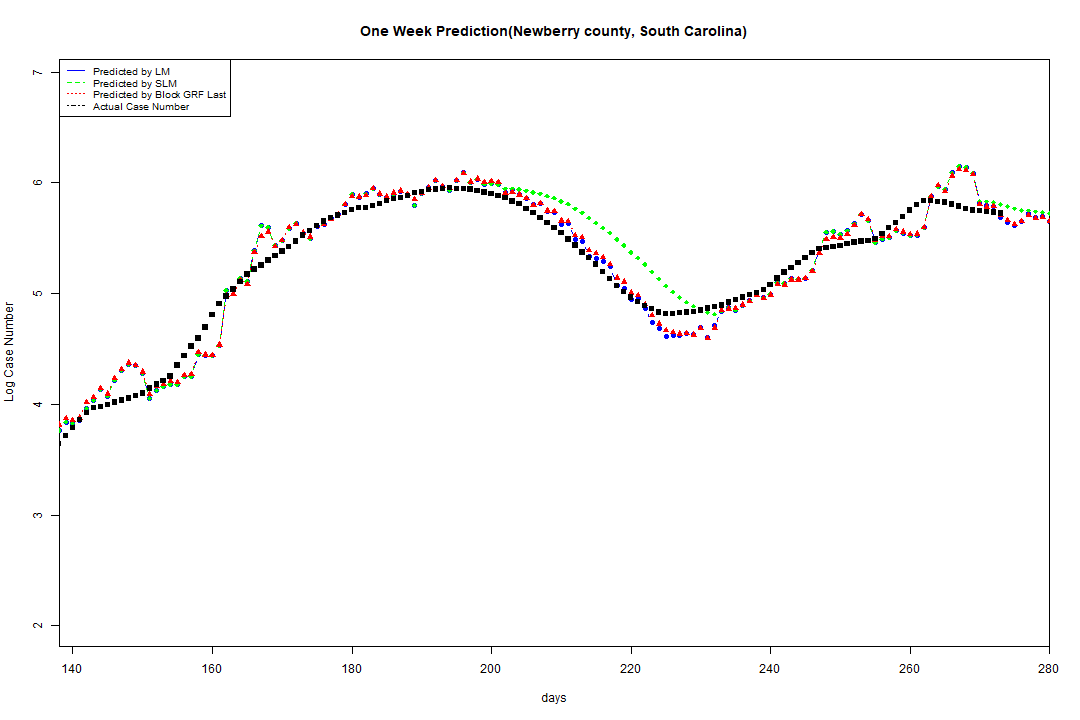 One Week Prediction(Newberry county, South Carolina)
Predicted by LM
Predicted by SLM
Predicted by Block GRF Last
Actual Case Number
7
6
5
4
3
2
Log Case Number
140 160 180 200 220 240 260 280
days